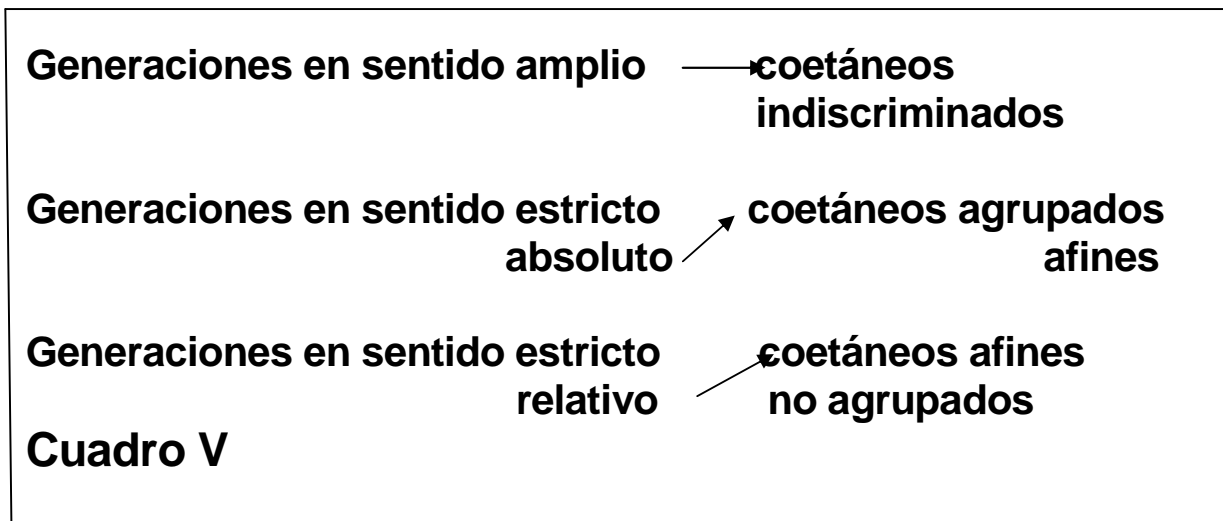 Generaciones en sentido amplio coetáneos
indiscriminados
Generaciones en sentido estricto coetáneos agrupados
absoluto afines
Generaciones en sentido estricto coetáneos afines
relativo no agrupados
Cuadro V